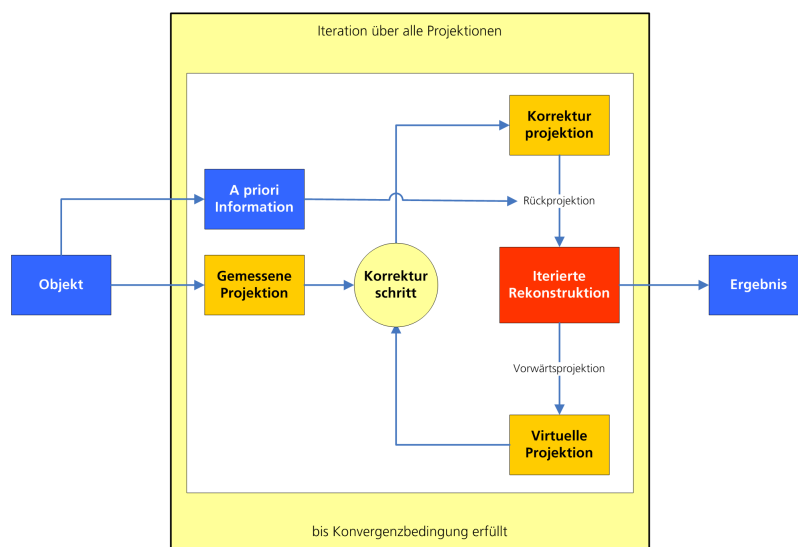 Iteration über alle Projektionen
Korrektur
projektion
A priori
Information
Rückprojektion
Objekt
Gemessene
Projektion
Korrektur
schritt
Iterierte
Rekonstruktion
Ergebnis
Vorwärtsprojektion
Virtuelle
Projektion
bis Konvergenzbedingung erfüllt